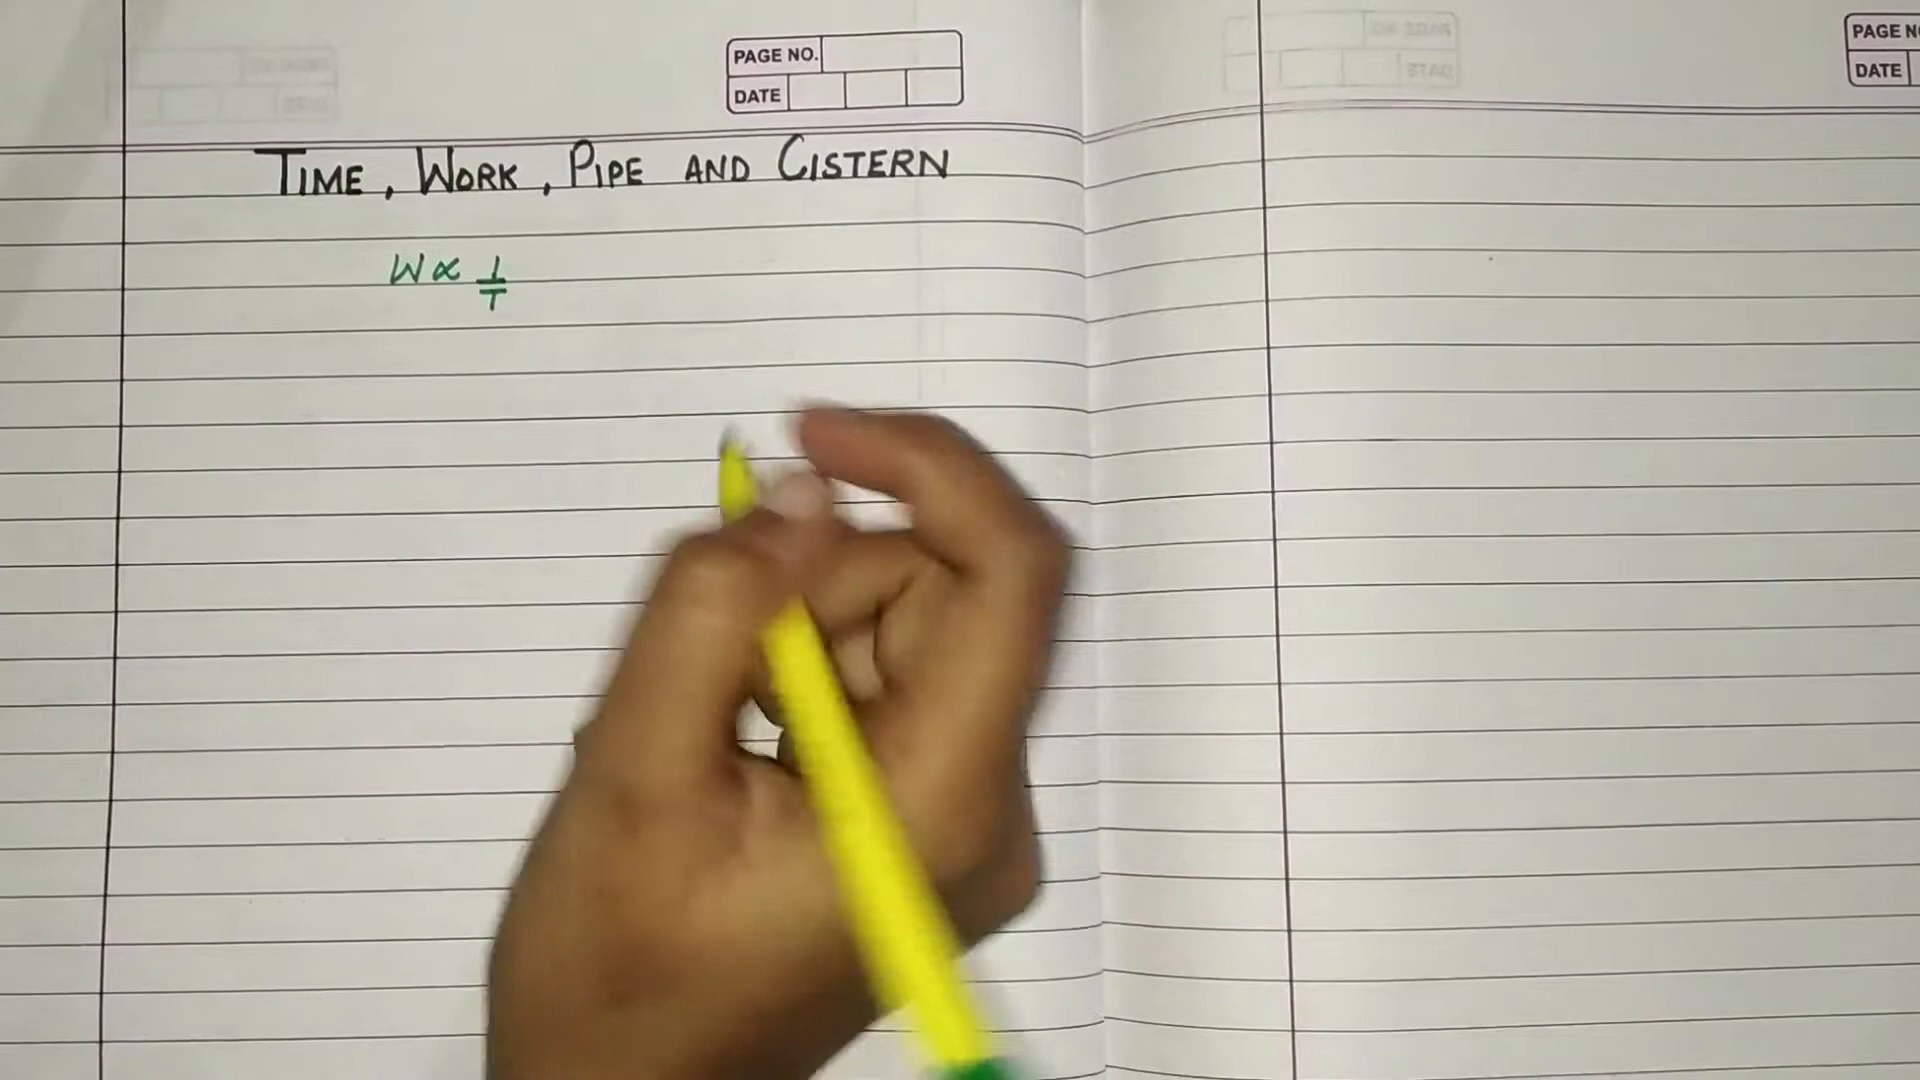 PAGE NO.
DATE
PAGE N
DATE
TIME, WORK, PIPE AND CISTERN
W ∝ 1/T